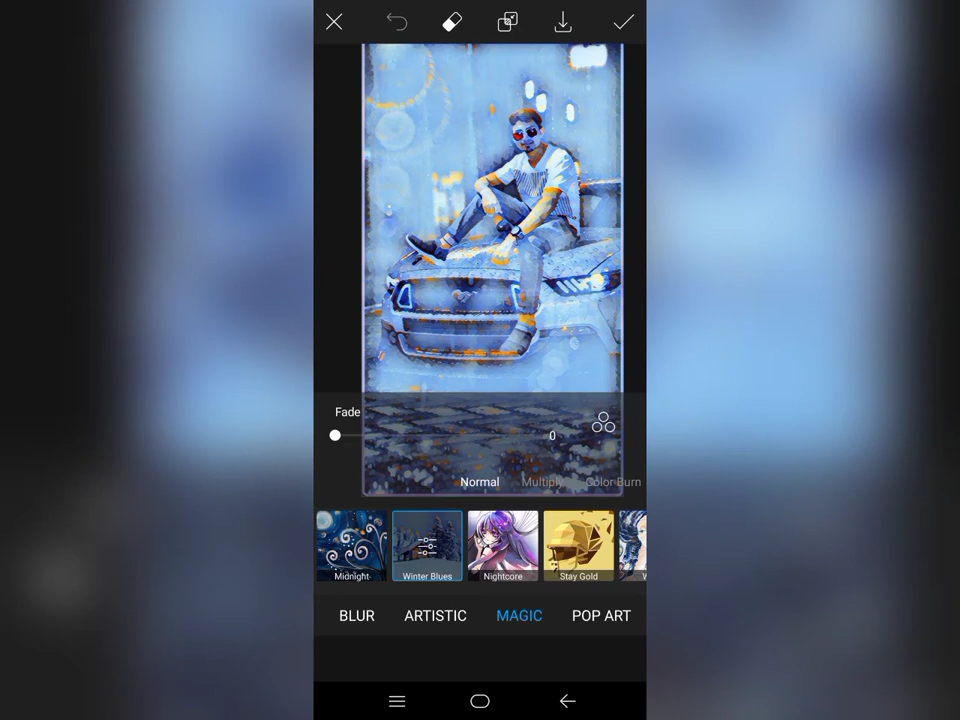 Fade
0
Normal Multiply Color Burn
Midnight Winter Blues Nightcore Stay Gold
BLUR ARTISTIC MAGIC POP ART